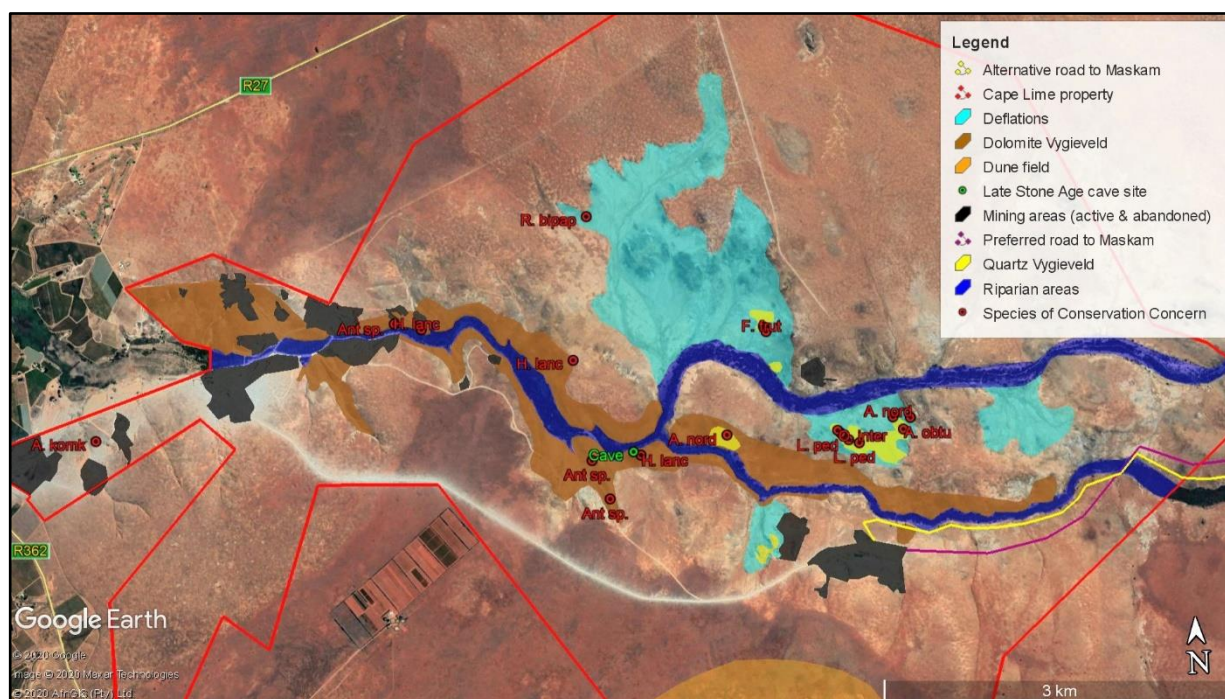 Legend
Alternative road to Maskam
Cape Lime property
Deflations
Dolomite Vygieveld
Dune field
Late Stone Age cave site
Mining areas (active & abandoned)
Preferred road to Maskam
Quartz Vygieveld
Riparian areas
Species of Conservation Concern
R27
R. bipap
Ant sp.
H. lanc
F. frut
H. lanc
A. nord
A. komk
A. nord
L. ped
A. obtu
L. ped
Cave
H. lanc
Ant sp.
Ant sp.
R362
Google Earth
© 2020 Google
Image © 2020 Maxar Technologies
© 2020 AfriGIS (Pty) Ltd.
N
3 km